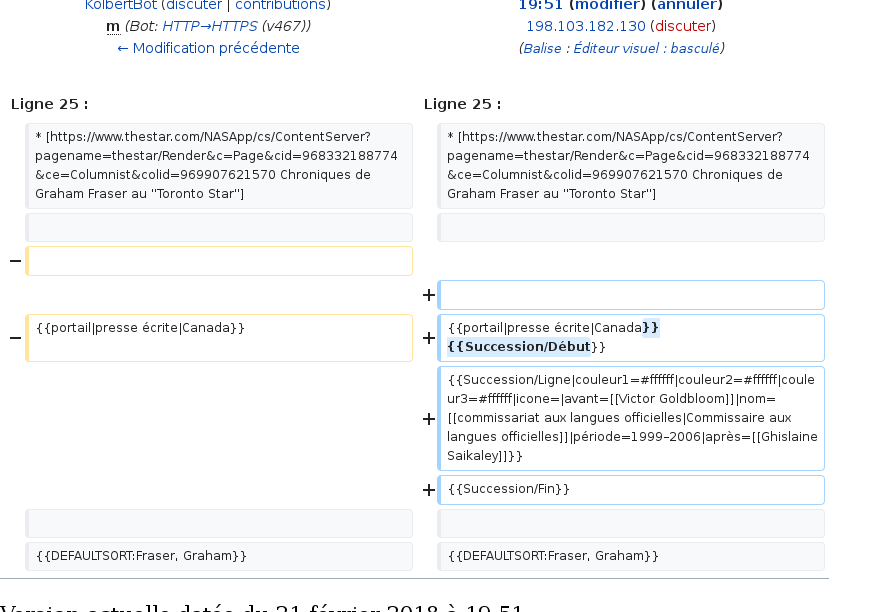 KolbertBot (discuter | contributions)
m (Bot: HTTP→HTTPS (v467))
← Modification précédente
19:51 (modifier) (annuler)
198.103.182.130 (discuter)
(Balise : Éditeur visuel : basculé)
Ligne 25 :
Ligne 25 :
* [https://www.thestar.com/NASApp/cs/ContentServer?
pagename=thestar/Render&c=Page&cid=968332188774
&ce=Columnist&colid=969907621570 Chroniques de
Graham Fraser au ''Toronto Star'']
* [https://www.thestar.com/NASApp/cs/ContentServer?
pagename=thestar/Render&c=Page&cid=968332188774
&ce=Columnist&colid=969907621570 Chroniques de
Graham Fraser au ''Toronto Star'']
−
+
−
{{portail|presse écrite|Canada}}
+
{{portail|presse écrite|Canada}}
{{Succession/Début}}
+
{{Succession/Ligne|couleur1=#ffffff|couleur2=#ffffff|coule
ur3=#ffffff|icone=|avant=[[Victor Goldbloom]]|nom=
[[commissariat aux langues officielles|Commissaire aux
langues officielles]]|période=1999–2006|après=[[Ghislaine
Saikaley]]}}
+
{{Succession/Fin}}
{{DEFAULTSORT:Fraser, Graham}}
{{DEFAULTSORT:Fraser, Graham}}
Version actuelle datée du 21 février 2018 à 19:51